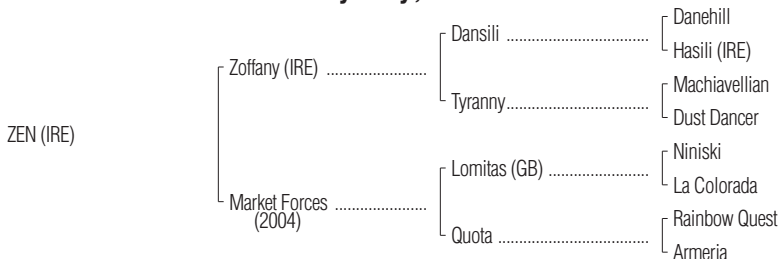 Danehill
Dansili
Hasili (IRE)
Zoffany (IRE)
Machiavellian
Tyranny
Dust Dancer
ZEN (IRE)
Niniski
Lomitas (GB)
La Colorada
Market Forces
(2004)
Rainbow Quest
Quota
Armeria